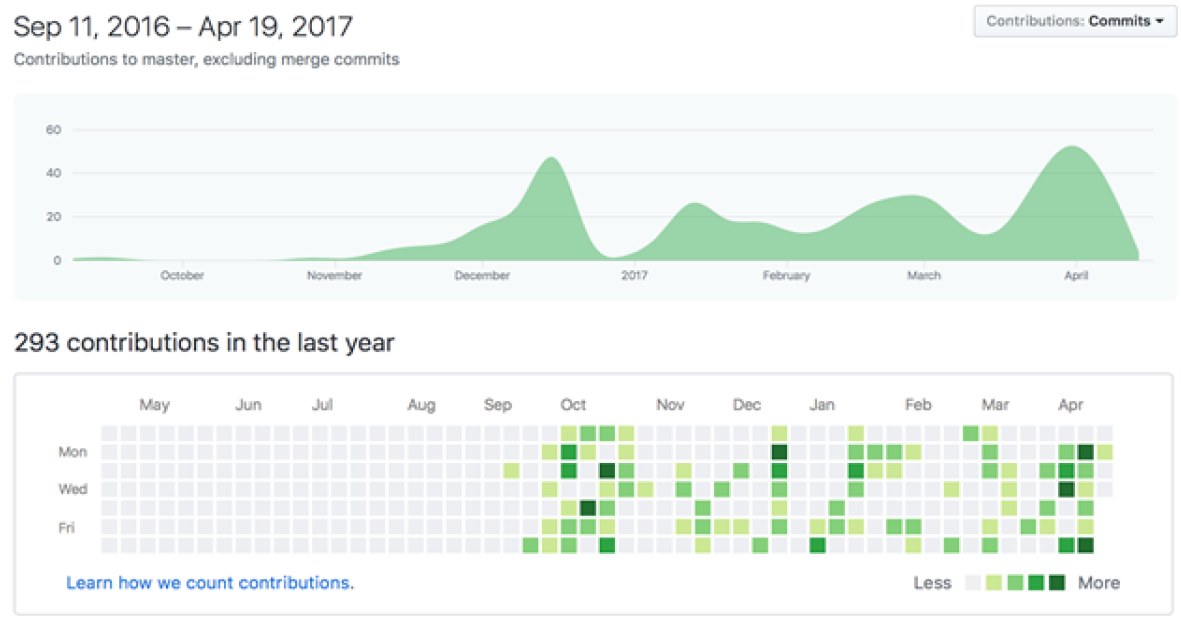 Sep 11, 2016 – Apr 19, 2017
Contributions: Commits
Contributions to master, excluding merge commits
60
40
20
0
October November December 2017 February March April
293 contributions in the last year
May Jun Jul Aug Sep Oct Nov Dec Jan Feb Mar Apr
Mon
Wed
Fri
Learn how we count contributions.
Less More